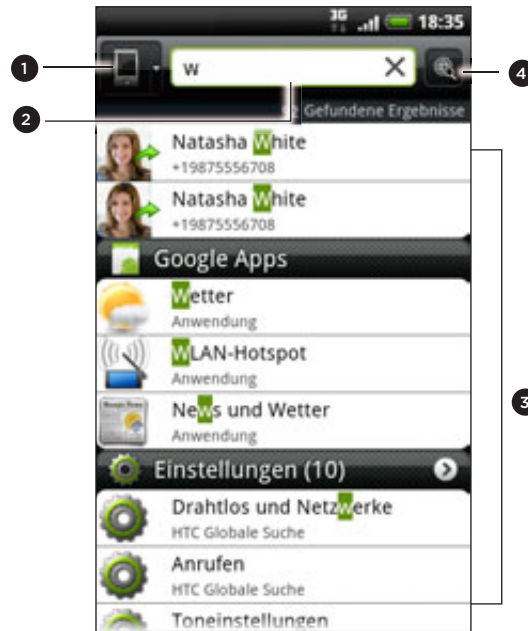 3G 18:35
1
w
4
2
Gefundene Ergebnisse
Natasha White
+19875556708
Natasha White
+19875556708
Google Apps
Wetter
Anwendung
WLAN-Hotspot
Anwendung
3
News und Wetter
Anwendung
Einstellungen (10)
Drahtlos und Netzwerke
HTC Globale Suche
Anrufen
HTC Globale Suche
Toneinstellungen